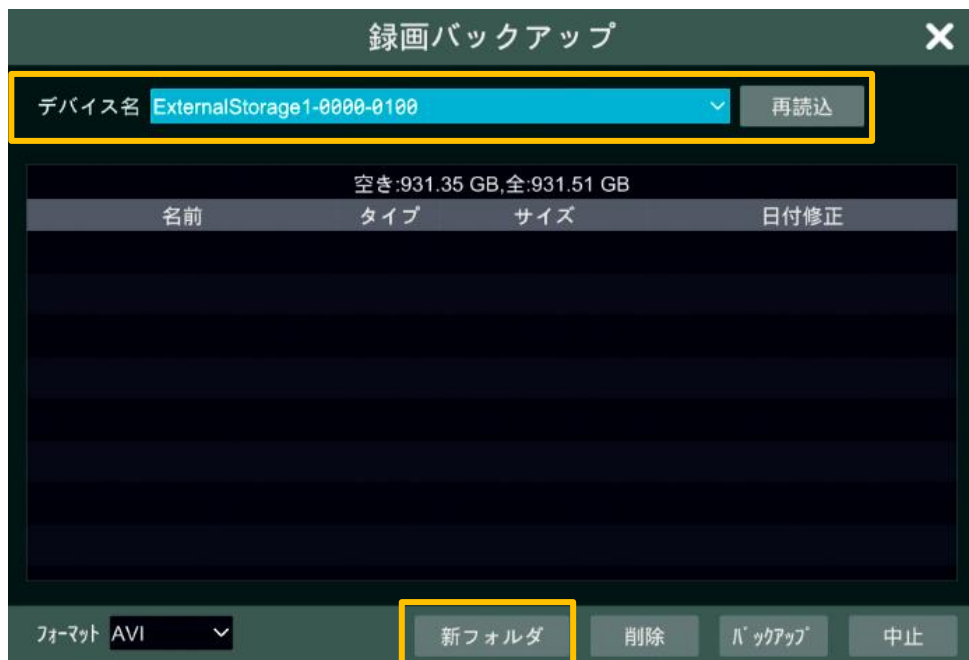 録画バックアップ
デバイス名 ExternalStorage1-0000-0100 再読込
空き:931.35 GB,全:931.51 GB
名前 タイプ サイズ 日付修正
ﾌｫｰﾏｯﾄ AVI 新フォルダ 削除 ﾊﾞｯｸｱｯﾌﾟ 中止